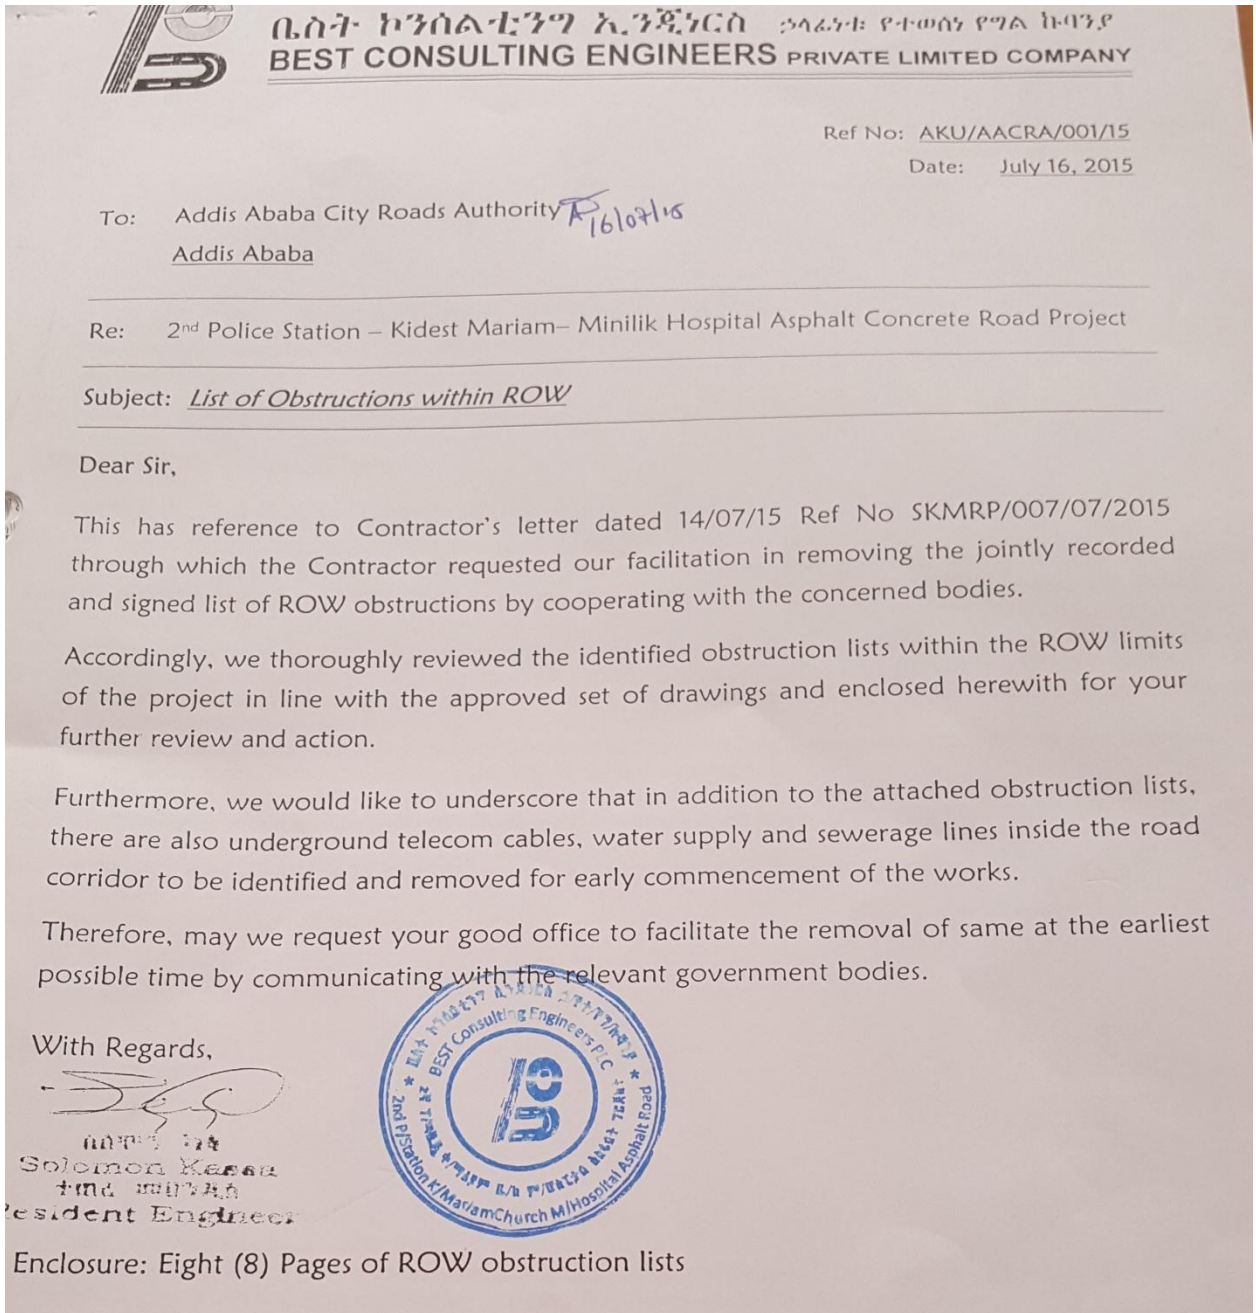 ቤስት ኮንሰልቲንግ ኢንጂነርስ ኃላፊነቱ የተወሰነ የግል ኩባንያ
BEST CONSULTING ENGINEERS PRIVATE LIMITED COMPANY
Ref No: AKU/AACRA/001/15
Date: July 16, 2015
To: Addis Ababa City Roads Authority 16/07/15
Addis Ababa
Re: 2nd Police Station – Kidest Mariam– Minilik Hospital Asphalt Concrete Road Project
Subject: List of Obstructions within ROW
Dear Sir,
This has reference to Contractor's letter dated 14/07/15 Ref No SKMRP/007/07/2015
through which the Contractor requested our facilitation in removing the jointly recorded
and signed list of ROW obstructions by cooperating with the concerned bodies.
Accordingly, we thoroughly reviewed the identified obstruction lists within the ROW limits
of the project in line with the approved set of drawings and enclosed herewith for your
further review and action.
Furthermore, we would like to underscore that in addition to the attached obstruction lists,
there are also underground telecom cables, water supply and sewerage lines inside the road
corridor to be identified and removed for early commencement of the works.
Therefore, may we request your good office to facilitate the removal of same at the earliest
possible time by communicating with the relevant government bodies.
With Regards,
BEST Consulting Engineers PLC
2nd P/Station K/Mariam Church M/Hospital Asphalt Road
Solomon Kassu
Resident Engineer
Enclosure: Eight (8) Pages of ROW obstruction lists